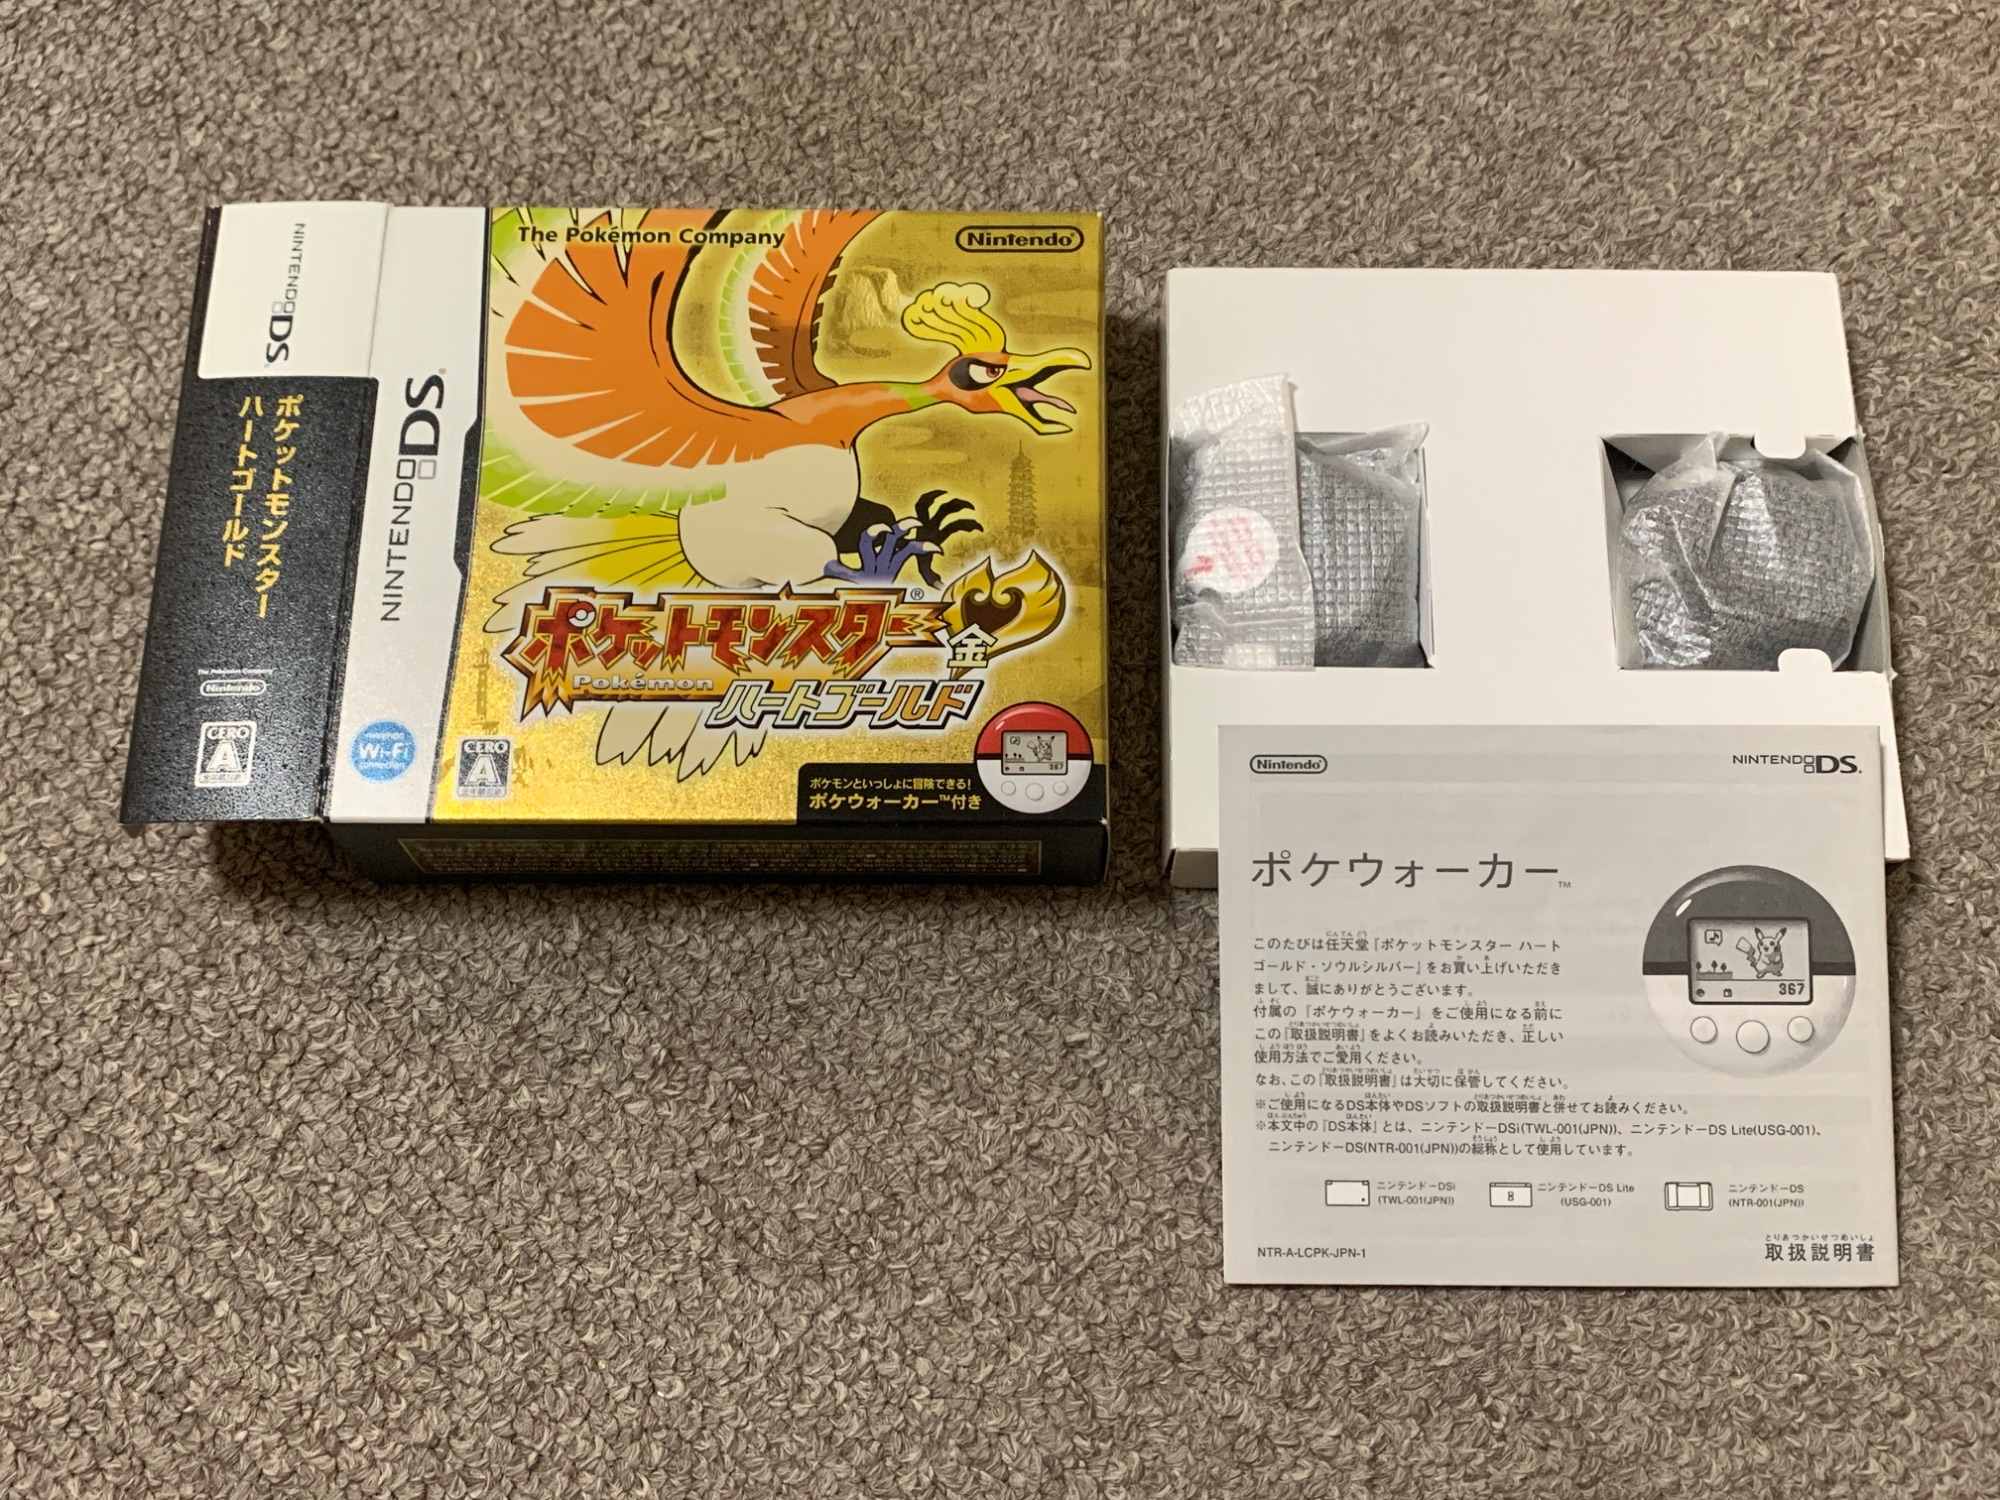 NINTENDO DS
ポケットモンスター
ハートゴールド
The Pokémon Company
Nintendo
CERO
A
NINTENDO DS
Nintendo
Wi-Fi
connection
The Pokémon Company
Nintendo
ポケットモンスター
Pokémon
金
ハートゴールド
CERO
A
367
ポケモンといっしょに冒険できる!
ポケウォーカー™付き
Nintendo
NINTENDO DS
ポケウォーカー™
このたびは任天堂『ポケットモンスター ハート
ゴールド・ソウルシルバー』をお買い上げいただき
まして、誠にありがとうございます。
付属の『ポケウォーカー』をご使用になる前に
この『取扱説明書』をよくお読みいただき、正しい
使用方法でご愛用ください。
なお、この『取扱説明書』は大切に保管してください。
※ご使用になるDS本体やDSソフトの取扱説明書と併せてお読みください。
※本文中の『DS本体』とは、ニンテンドーDSi(TWL-001(JPN))、ニンテンドーDS Lite(USG-001)、
ニンテンドーDS(NTR-001(JPN))の総称として使用しています。
367
ニンテンドーDSi
(TWL-001(JPN))
ニンテンドーDS Lite
(USG-001)
ニンテンドーDS
(NTR-001(JPN))
NTR-A-LCPK-JPN-1
とりあつかいせつめいしょ
取扱説明書